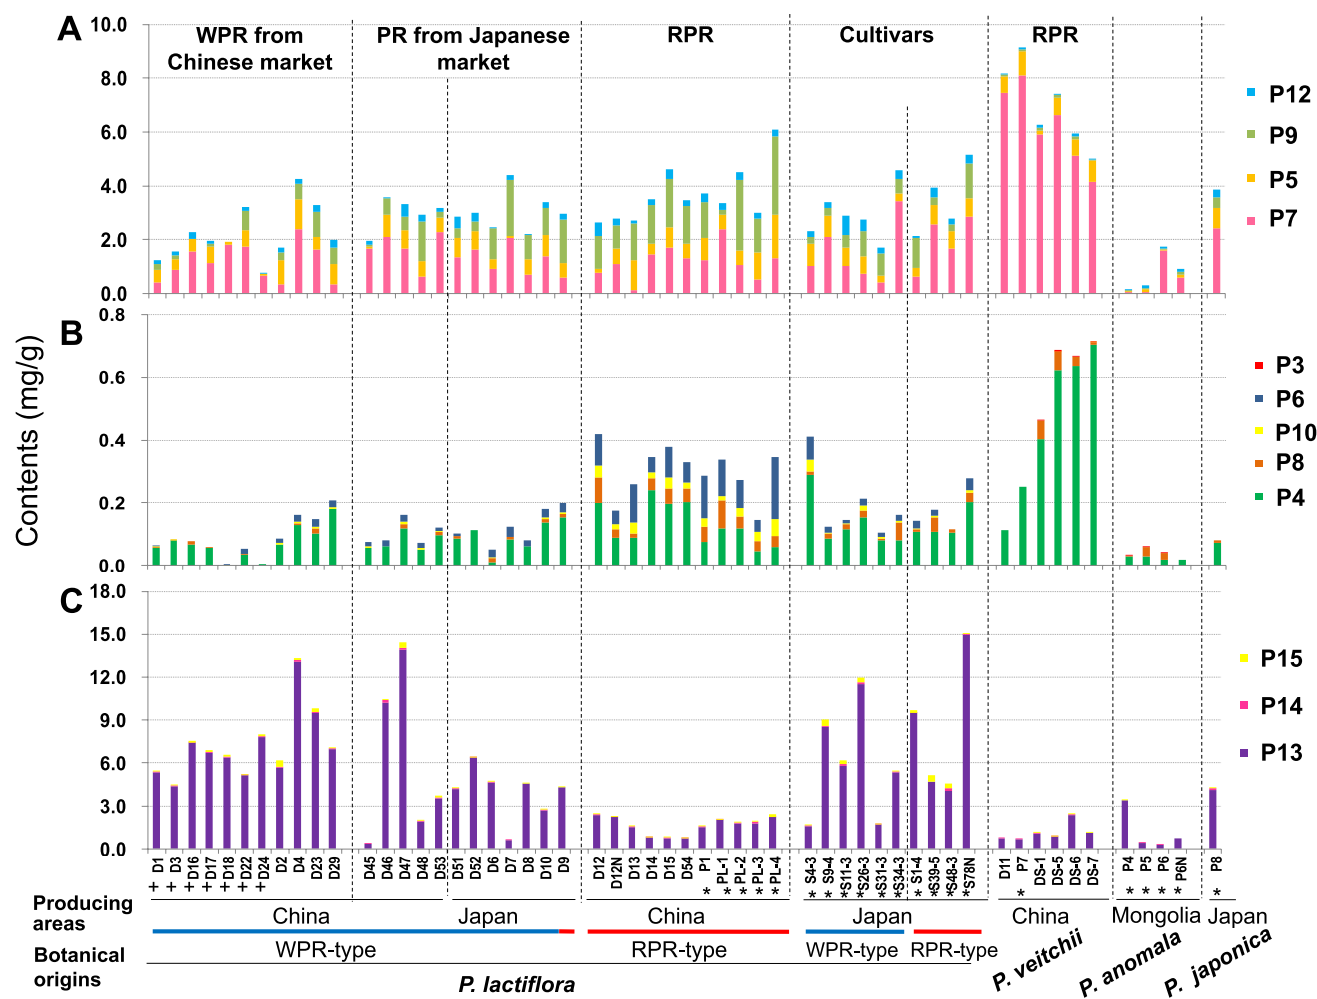 A
WPR from
Chinese market
PR from Japanese
market
RPR
Cultivars
RPR
10.0
8.0
6.0
4.0
2.0
0.0
P12
P9
P5
P7
B
0.8
0.6
0.4
0.2
0.0
P3
P6
P10
P8
P4
Contents (mg/g)
C
18.0
15.0
12.0
9.0
6.0
3.0
0.0
P15
P14
P13
+ D1
+ D3
+ D16
+ D17
+ D18
+ D22
+ D24
D2
D4
D23
D29
D45
D46
D47
D48
D53
D51
D52
D6
D7
D8
D10
D9
D12
D12N
D13
D14
D15
D54
* P1
* PL-1
* PL-2
* PL-3
* PL-4
* S4-3
* S9-4
* S11-3
*S26-3
* S31-3
*S34-3
* S1-4
*S39-5
*S48-3
*S78N
D11
* P7
DS-1
DS-5
DS-6
DS-7
* P4
* P5
* P6
* P6N
* P8
Producing
areas
China
Japan
China
Japan
China
Mongolia
Japan
Botanical
origins
WPR-type
RPR-type
WPR-type
RPR-type
P. lactiflora
P. veitchii
P. anomala
P. japonica